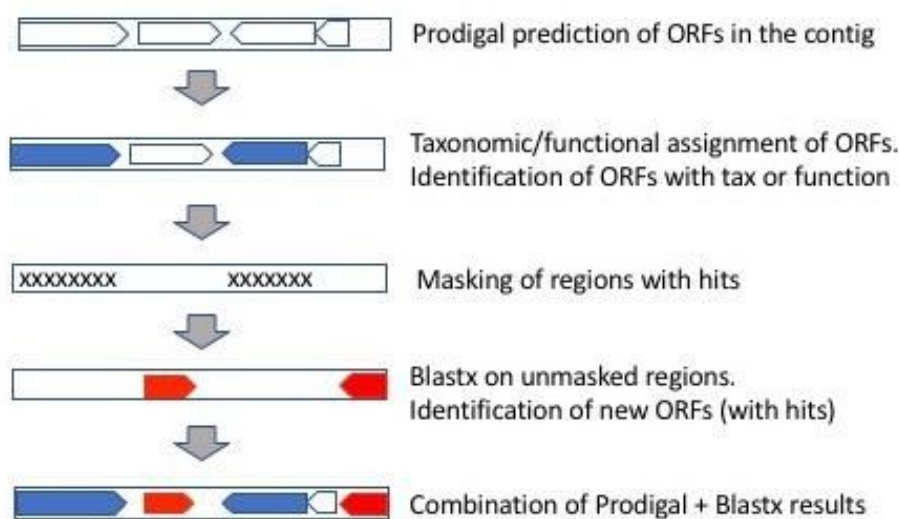 Prodigal prediction of ORFs in the contig
Taxonomic/functional assignment of ORFs.
Identification of ORFs with tax or function
XXXXXXXX XXXXXXX
Masking of regions with hits
Blastx on unmasked regions.
Identification of new ORFs (with hits)
Combination of Prodigal + Blastx results